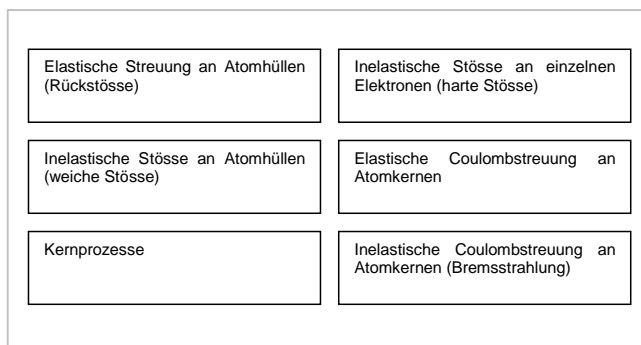 Elastische Streuung an Atomhüllen
(Rückstösse)
Inelastische Stösse an einzelnen
Elektronen (harte Stösse)
Inelastische Stösse an Atomhüllen
(weiche Stösse)
Elastische Coulombstreuung an
Atomkernen
Kernprozesse
Inelastische Coulombstreuung an
Atomkernen (Bremsstrahlung)